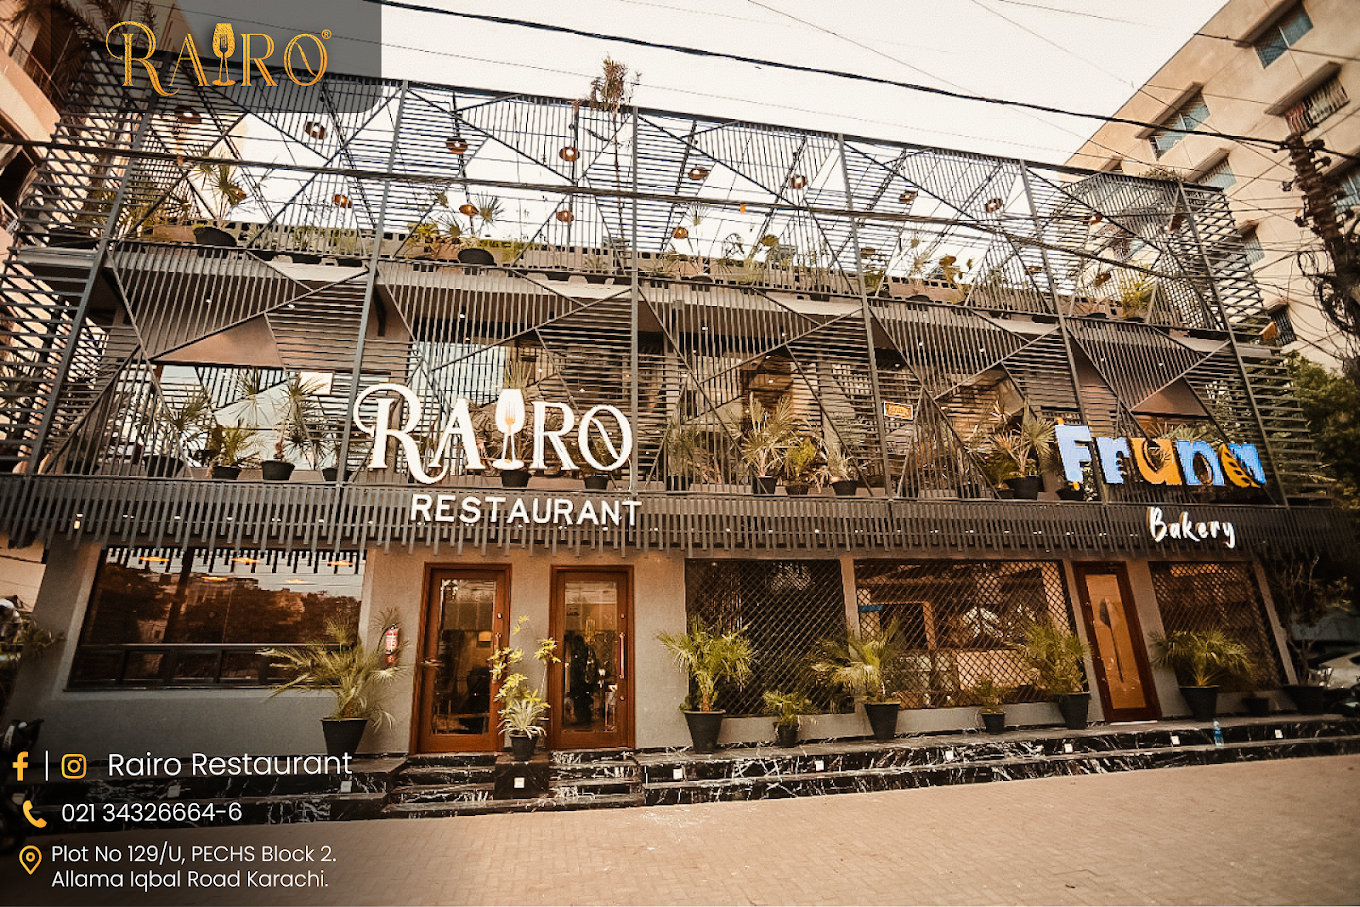 RAIRO®
RAIRO
RESTAURANT
Fruna
Bakery
Rairo Restaurant
021 34326664-6
Plot No 129/U, PECHS Block 2.
Allama Iqbal Road Karachi.